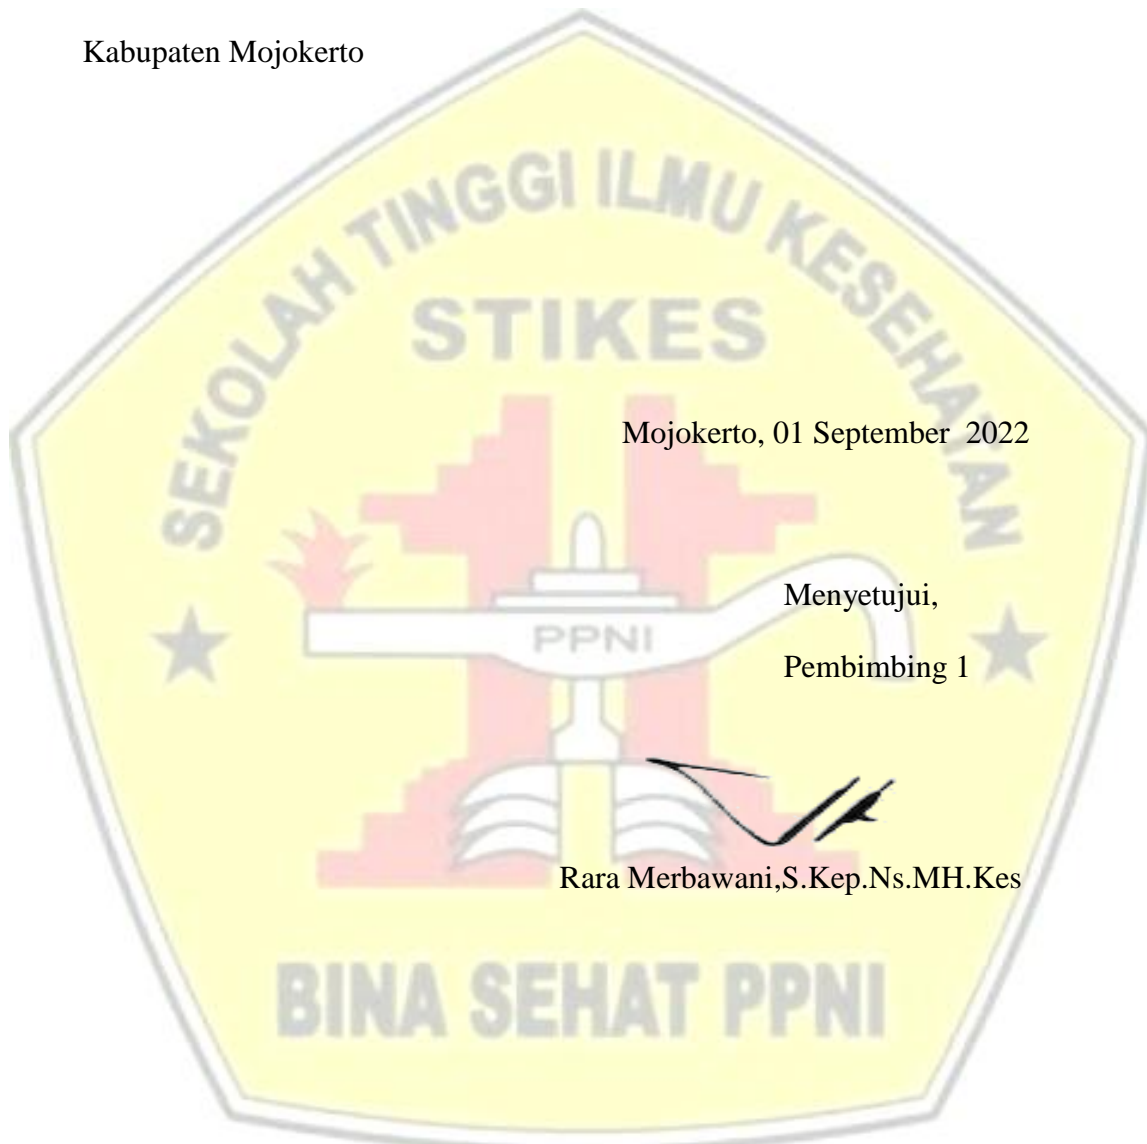 Kabupaten Mojokerto
SEKOLAH TINGGI ILMU KESEHATAN
STIKES
Mojokerto, 01 September  2022
Menyetujui,
PPNI
Pembimbing 1
Rara Merbawani,S.Kep.Ns.MH.Kes
BINA SEHAT PPNI